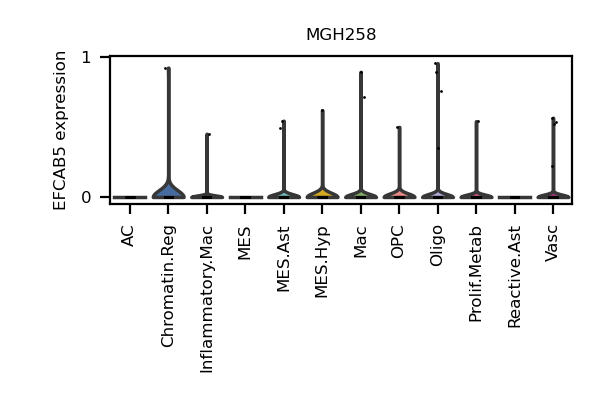 MGH258
EFCAB5 expression
1
0
AC
Chromatin.Reg
Inflammatory.Mac
MES
MES.Ast
MES.Hyp
Mac
OPC
Oligo
Prolif.Metab
Reactive.Ast
Vasc